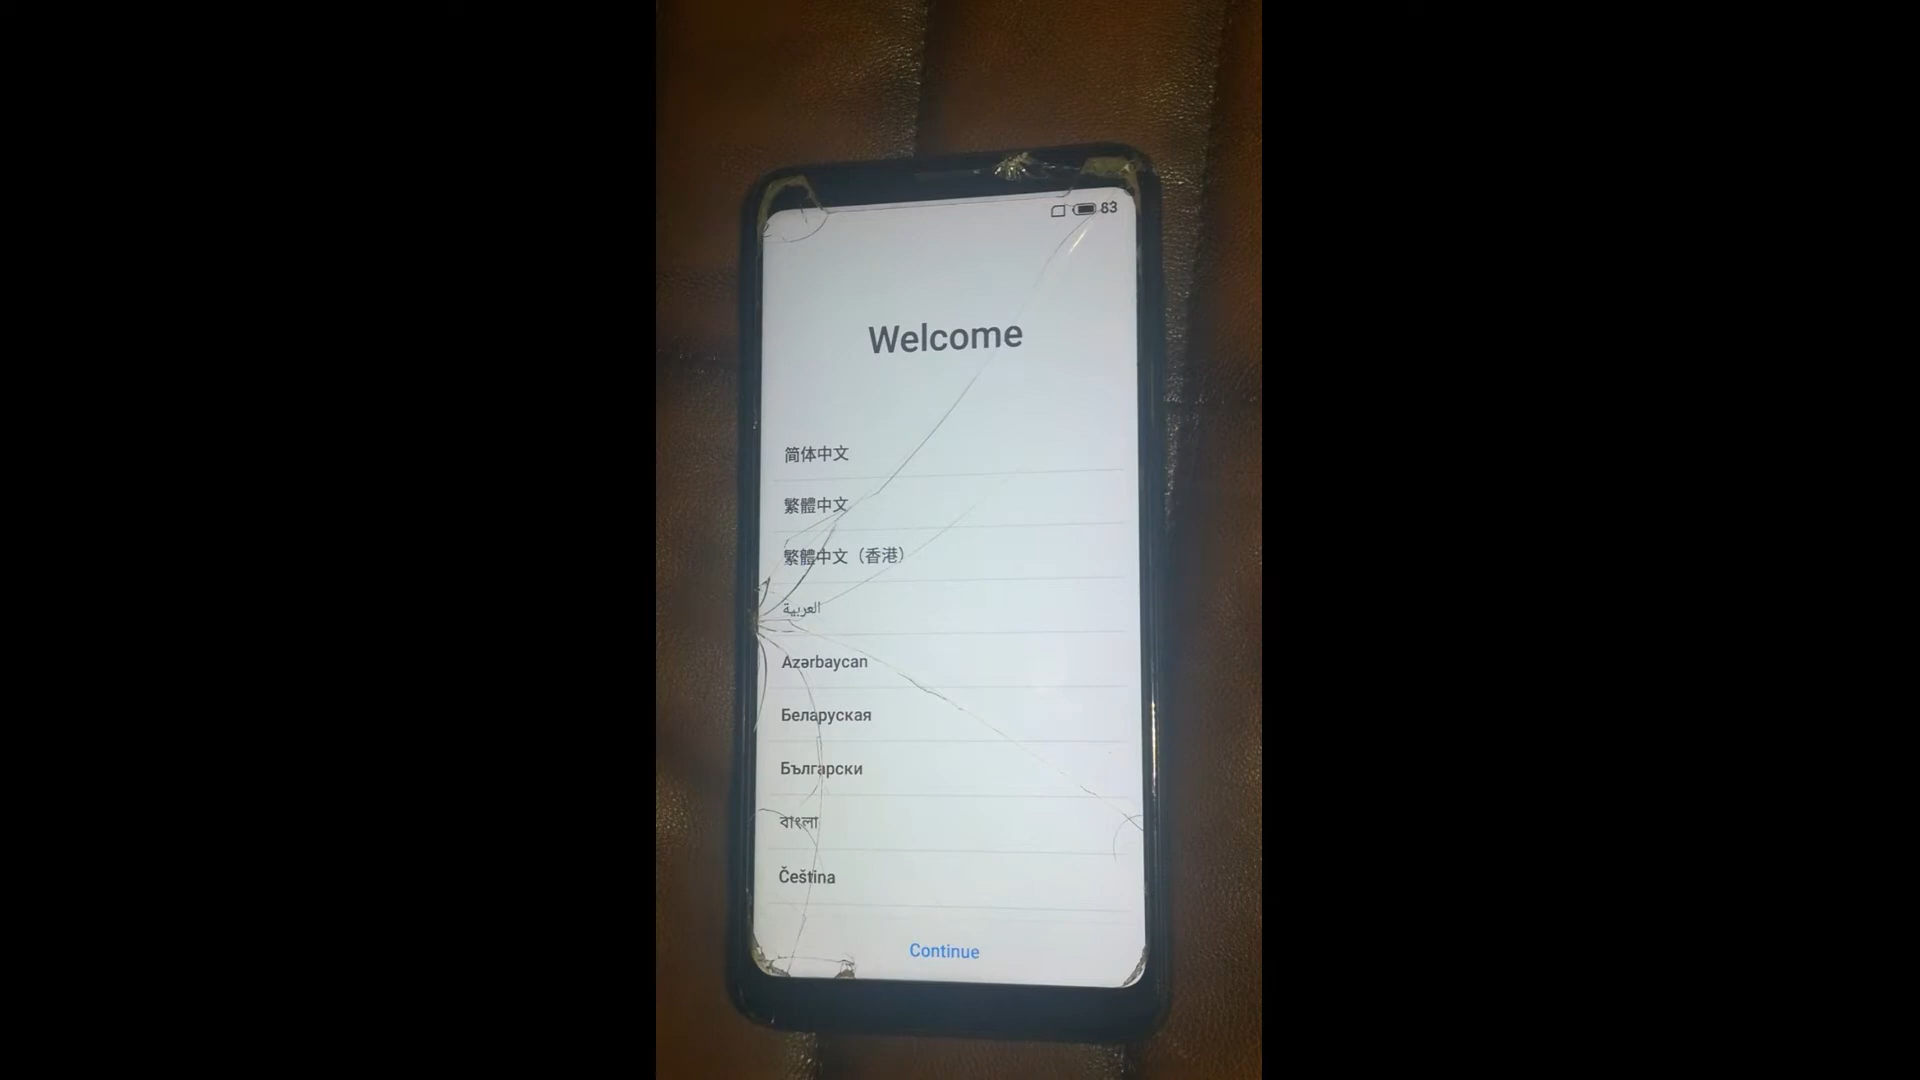 83
Welcome
简体中文
繁體中文
繁體中文（香港）
العربية
Azərbaycan
Беларуская
Български
বাংলা
Čeština
Continue